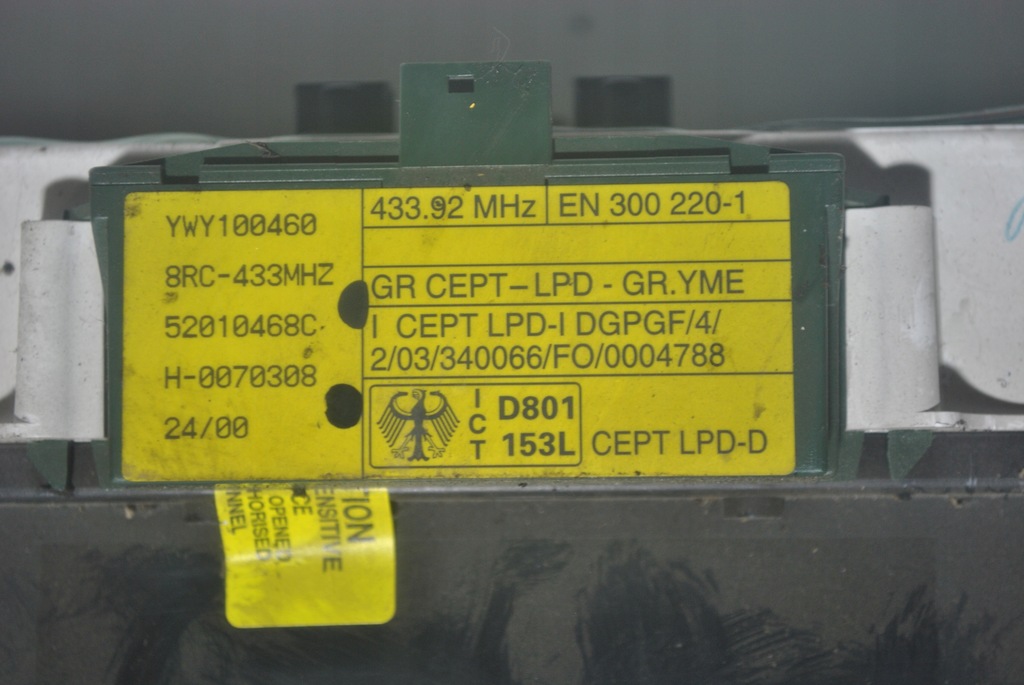 YWY100460
8RC-433MHZ
52010468C
H-0070308
24/00
433.92 MHz EN 300 220-1
GR CEPT-LPD - GR.YME
I CEPT LPD-I DGPGF/4/
2/03/340066/FO/0004788
ICT
D801
153L
CEPT LPD-D
TION
ENSITIVE
CE
OPENED
HORISED
NNEL